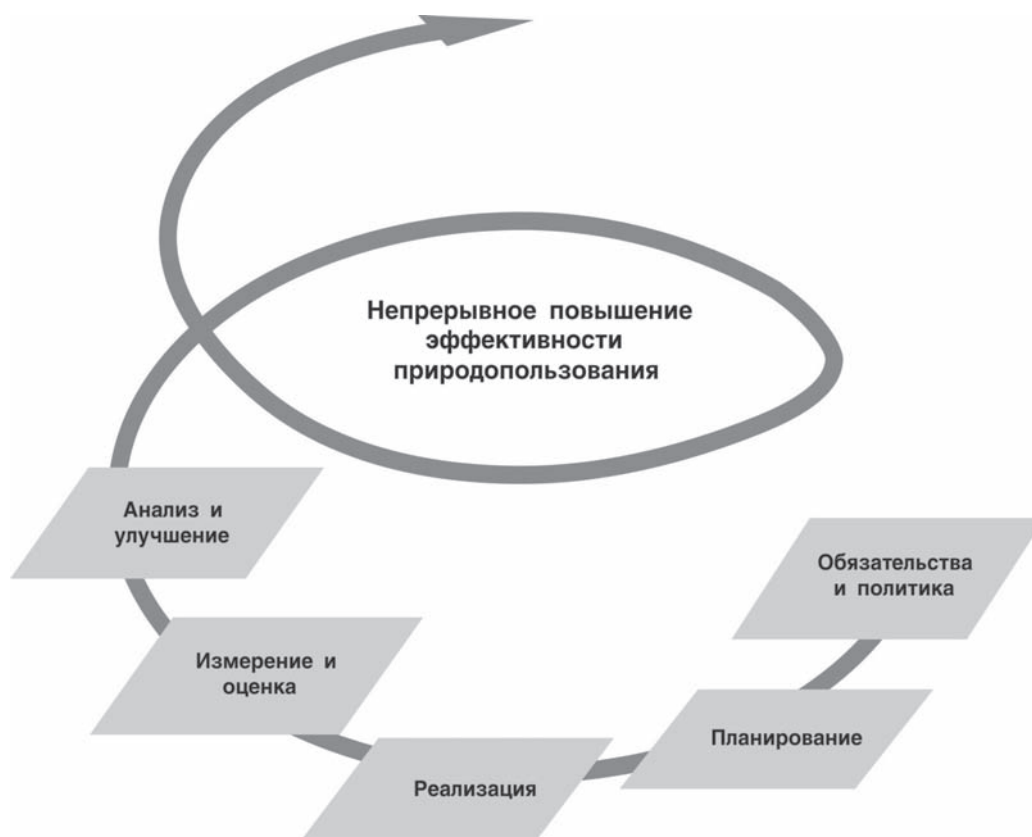 Непрерывное повышение
эффективности
природопользования
Анализ и
улучшение
Обязательства
и политика
Измерение и
оценка
Планирование
Реализация